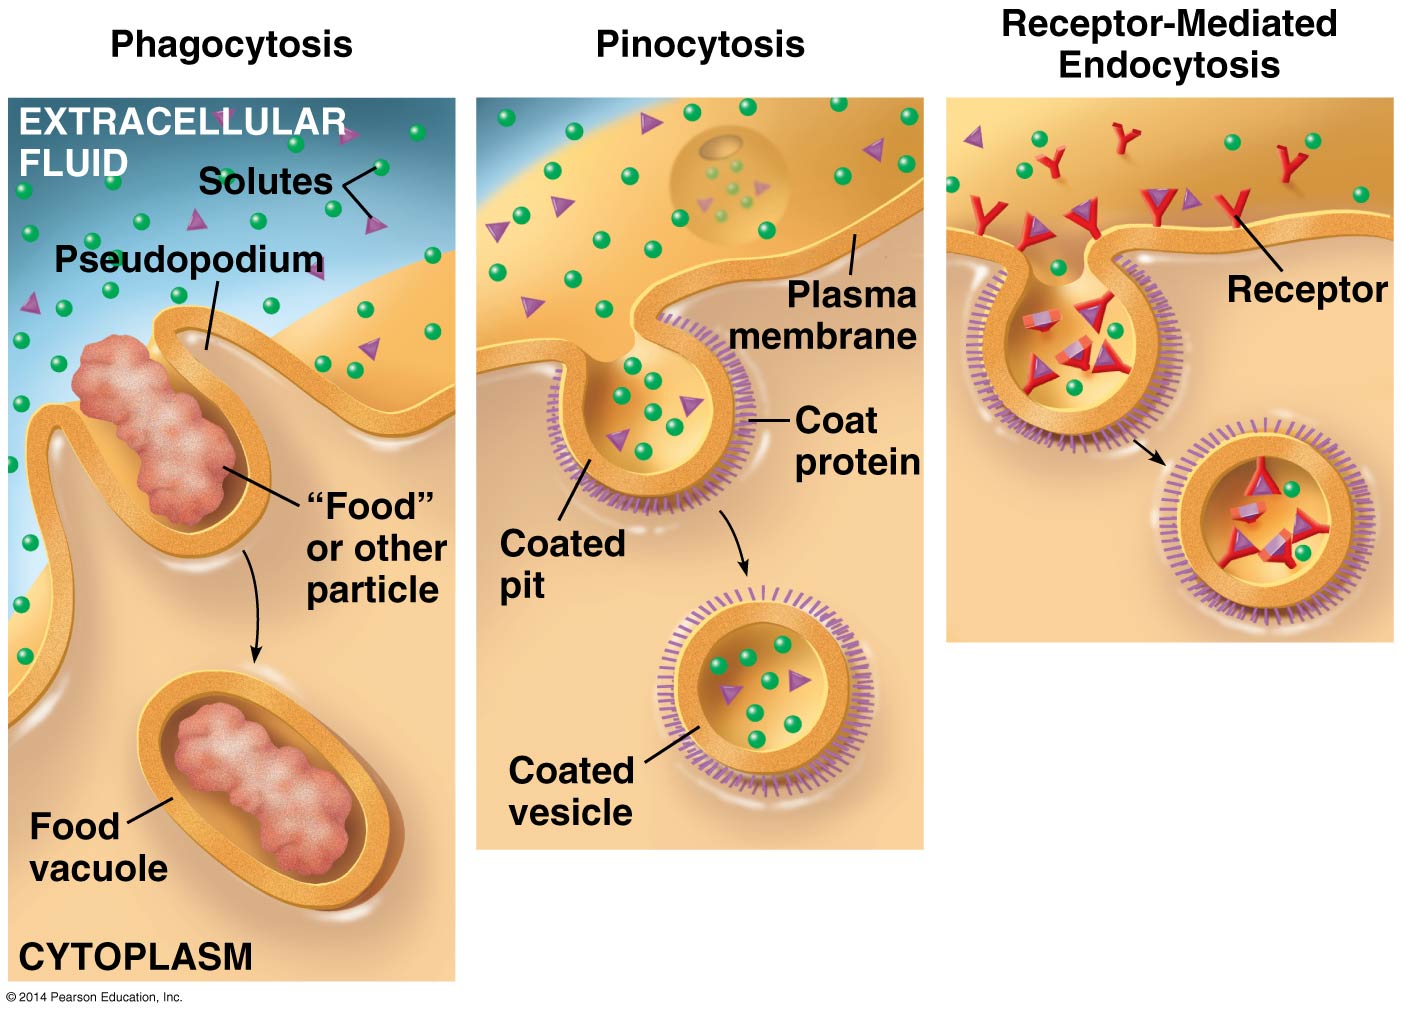 Phagocytosis
EXTRACELLULAR
FLUID
Solutes
Pseudopodium
“Food”
or other
particle
Food
vacuole
CYTOPLASM
Pinocytosis
Plasma
membrane
Coat
protein
Coated
pit
Coated
vesicle
Receptor-Mediated
Endocytosis
Receptor
© 2014 Pearson Education, Inc.